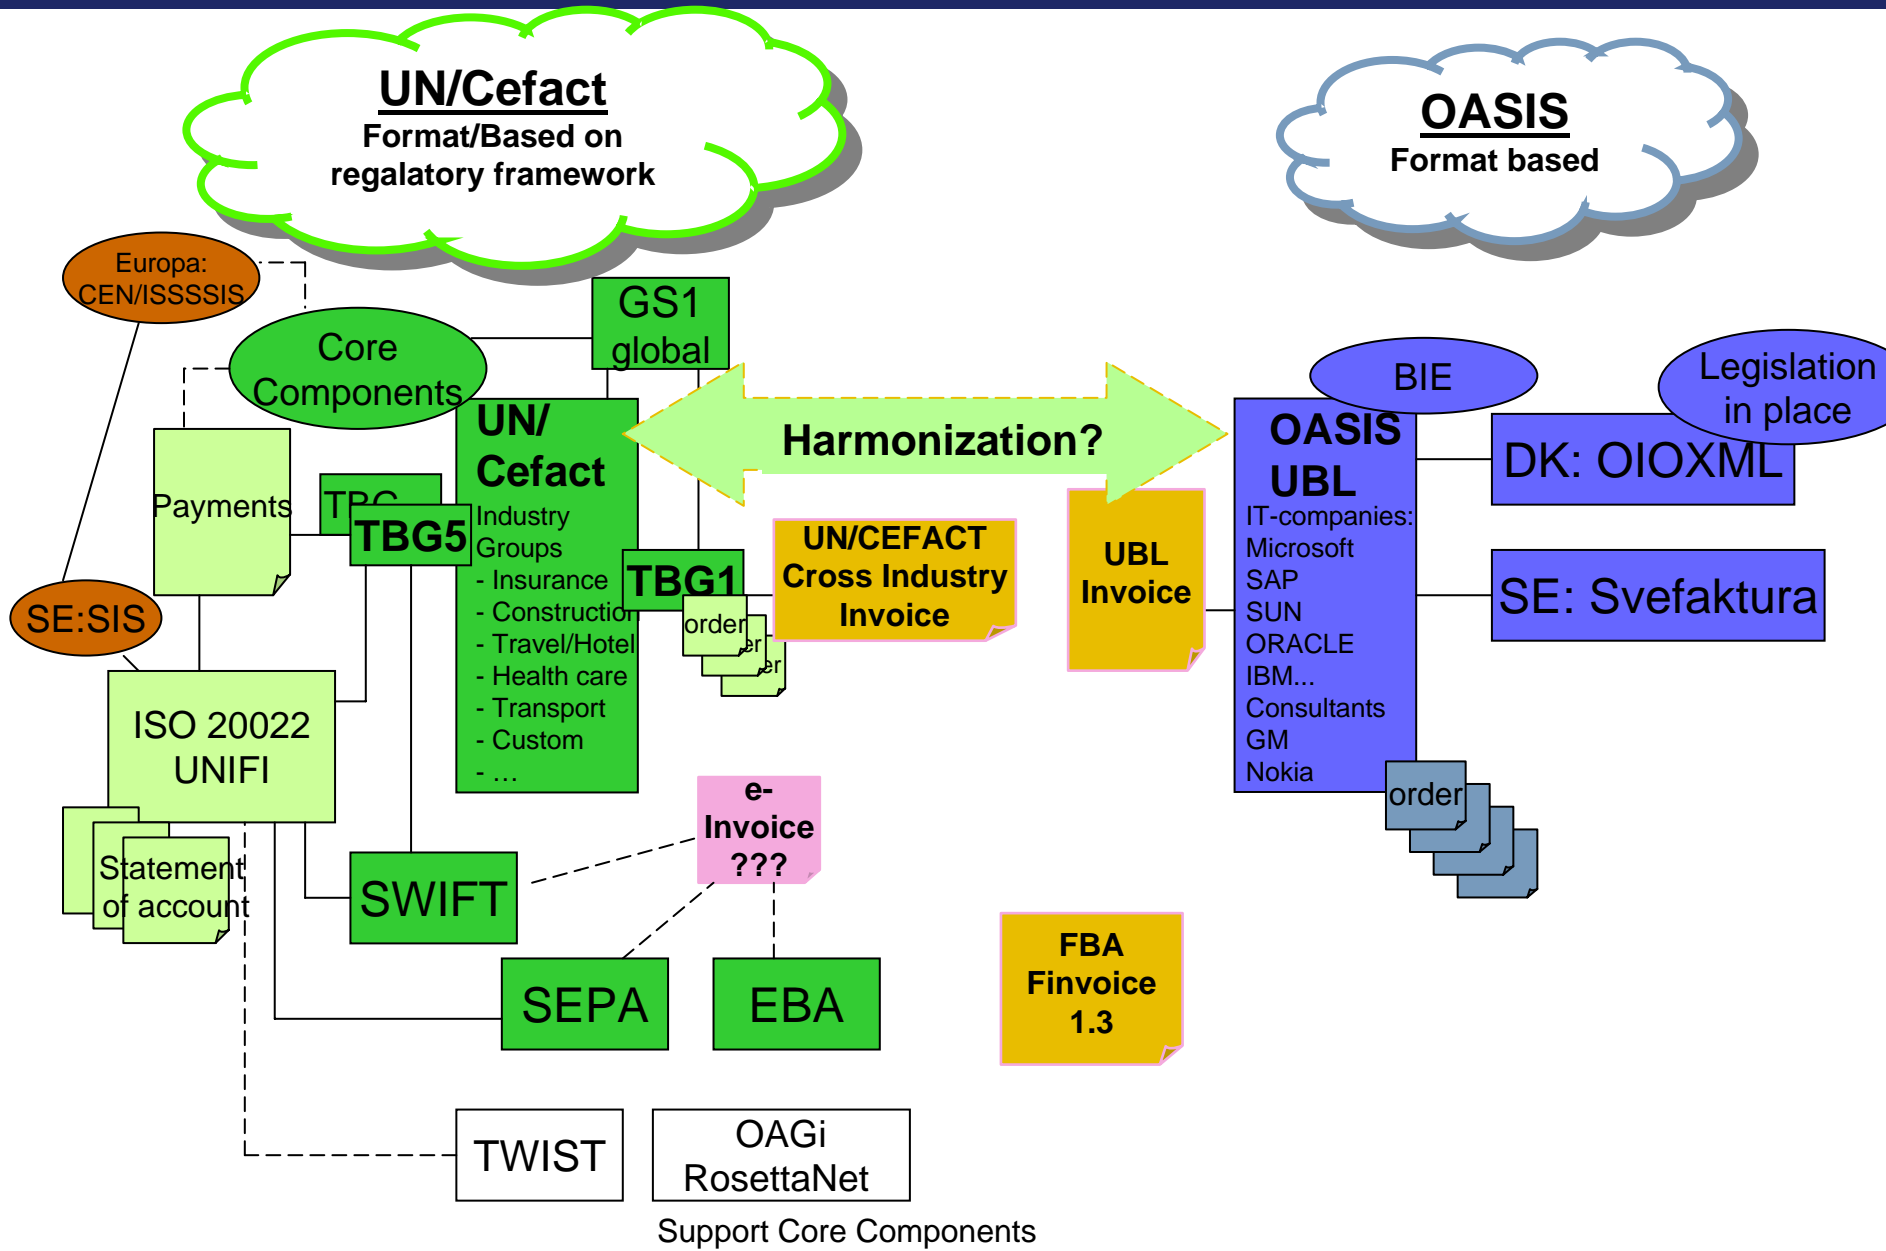 UN/Cefact
Format/Based on
regalatory framework
OASIS
Format based
Europa:
CEN/ISSSSIS
Core
Components
GS1
global
BIE
Legislation
in place
Harmonization?
UN/
Cefact
Industry
Groups
- Insurance
- Construction
- Travel/Hotel
- Health care
- Transport
- Custom
- ...
OASIS
UBL
IT-companies:
Microsoft
SAP
SUN
ORACLE
IBM...
Consultants
GM
Nokia
DK: OIOXML
SE: Svefaktura
Payments
TBG
TBG5
TBG1
UN/CEFACT
Cross Industry
Invoice
UBL
Invoice
SE:SIS
order
er
er
ISO 20022
UNIFI
Statement
of account
e-
Invoice
???
order
SWIFT
SEPA
EBA
FBA
Finvoice
1.3
TWIST
OAGi
RosettaNet
Support Core Components